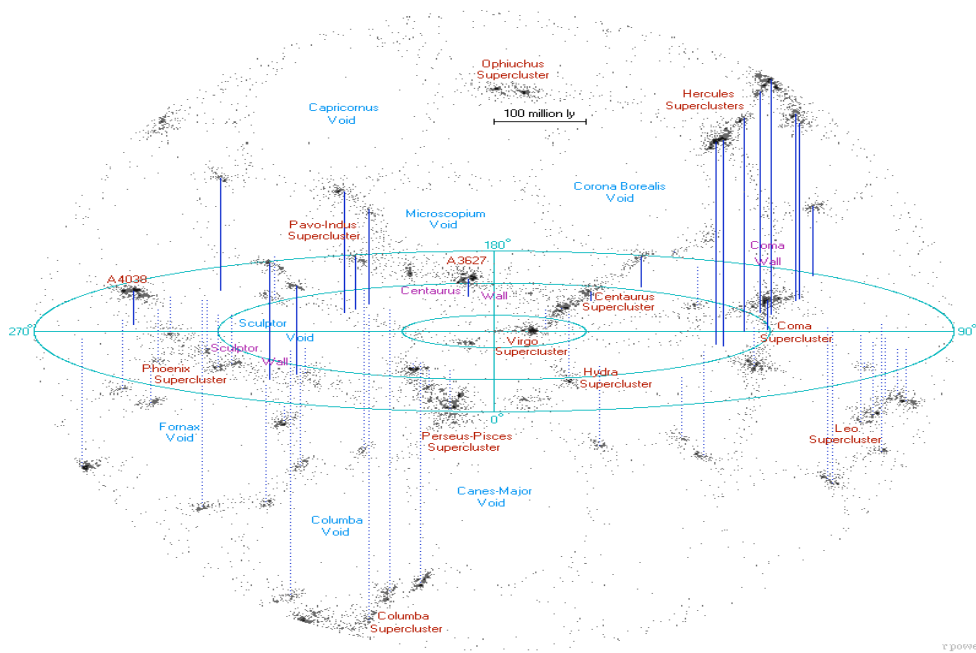 Ophiuchus
Supercluster
Hercules
Superclusters
Capricornus
Void
100 million ly
Corona Borealis
Void
Microscopium
Void
Pavo-Indus
Supercluster
180°
Coma
Wall
A3627
A4038
Centaurus
Wall
Centaurus
Supercluster
270°
Sculptor
Void
Virgo
Supercluster
Coma
Supercluster
90°
Sculptor
Wall
Phoenix
Supercluster
Hydra
Supercluster
0°
Fornax
Void
Perseus-Pisces
Supercluster
Leo
Supercluster
Canes-Major
Void
Columba
Void
Columba
Supercluster
r powe